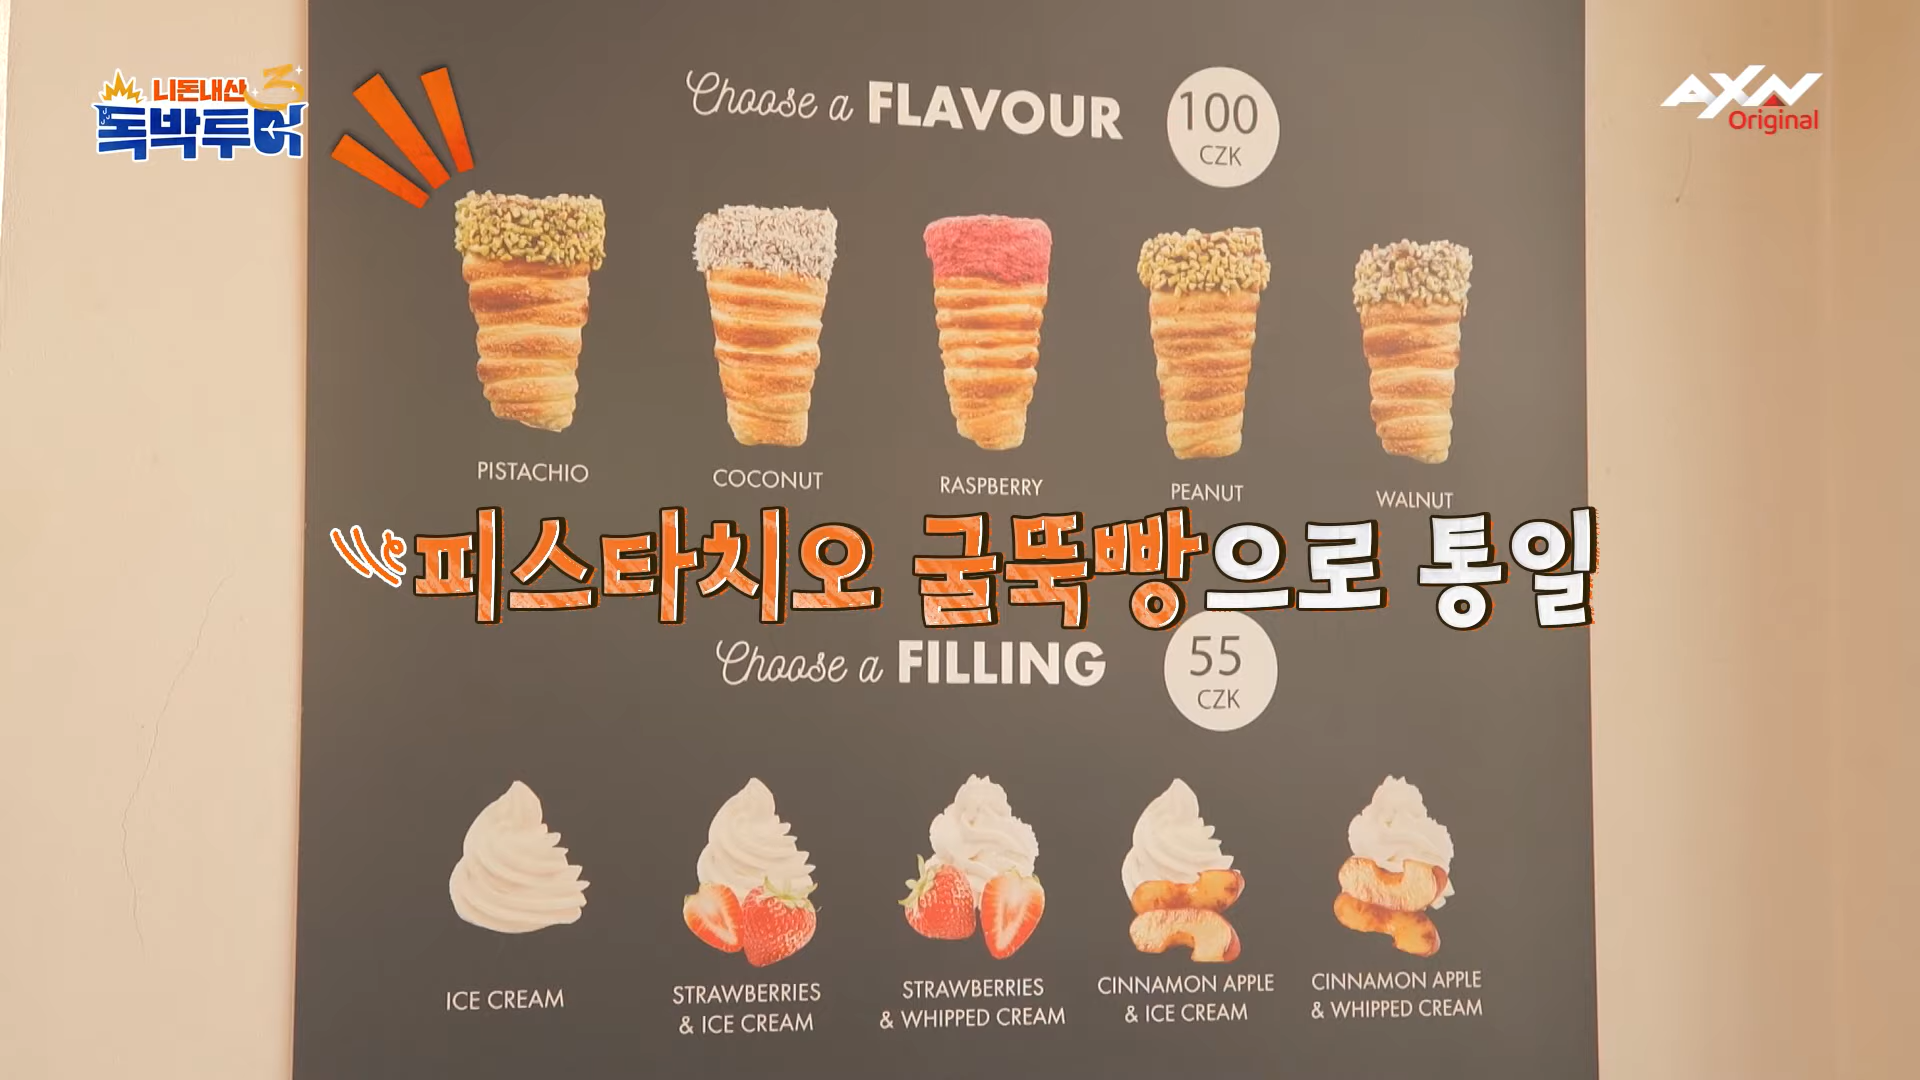 니돈내산 3
독박투어
AXN
Original
Choose a FLAVOUR
100
CZK
PISTACHIO
COCONUT
RASPBERRY
PEANUT
WALNUT
피스타치오 굴뚝빵으로 통일
Choose a FILLING
55
CZK
ICE CREAM
STRAWBERRIES
& ICE CREAM
STRAWBERRIES
& WHIPPED CREAM
CINNAMON APPLE
& ICE CREAM
CINNAMON APPLE
& WHIPPED CREAM